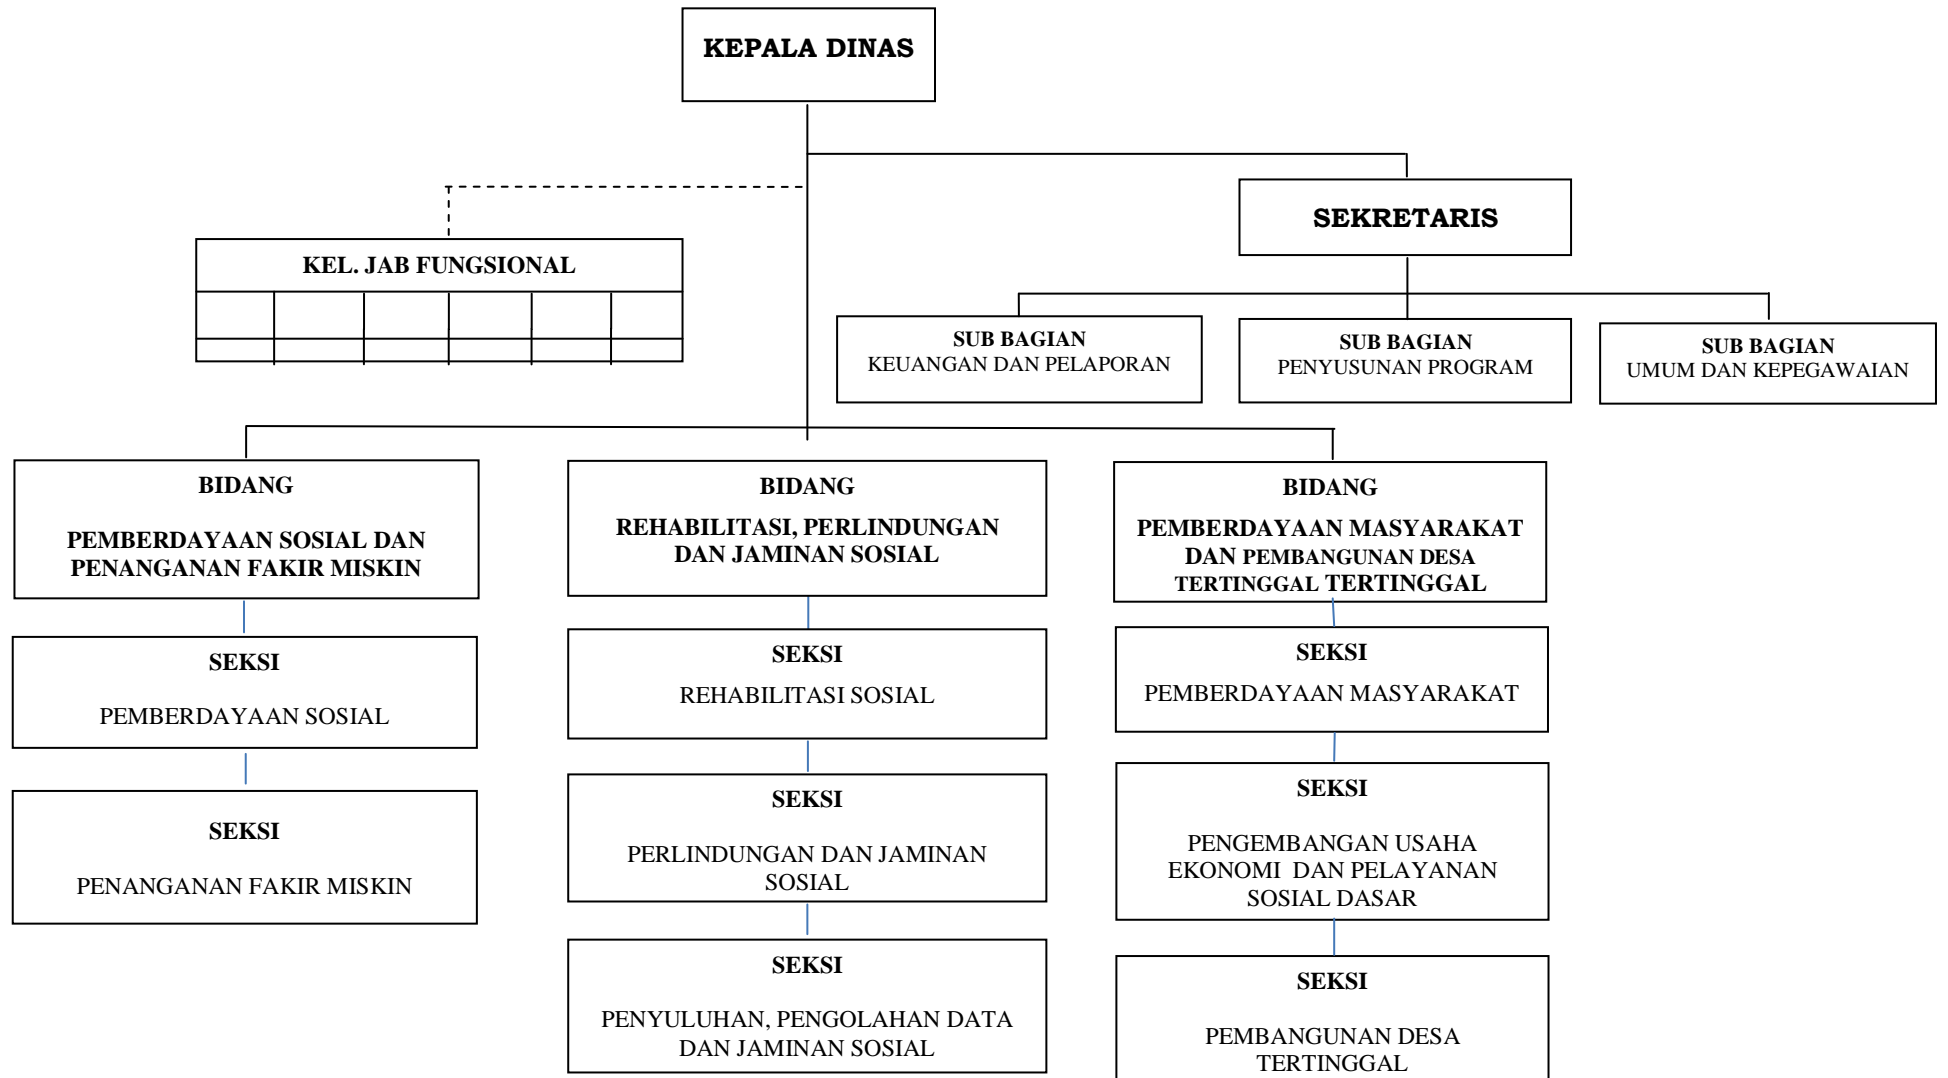 KEPALA DINAS
SEKRETARIS
KEL. JAB FUNGSIONAL
SUB BAGIAN
KEUANGAN DAN PELAPORAN
SUB BAGIAN
PENYUSUNAN PROGRAM
SUB BAGIAN
UMUM DAN KEPEGAWAIAN
BIDANG
PEMBERDAYAAN SOSIAL DAN
PENANGANAN FAKIR MISKIN
SEKSI
PEMBERDAYAAN SOSIAL
SEKSI
PENANGANAN FAKIR MISKIN
BIDANG
REHABILITASI, PERLINDUNGAN
DAN JAMINAN SOSIAL
SEKSI
REHABILITASI SOSIAL
SEKSI
PERLINDUNGAN DAN JAMINAN
SOSIAL
SEKSI
PENYULUHAN, PENGOLAHAN DATA
DAN JAMINAN SOSIAL
BIDANG
PEMBERDAYAAN MASYARAKAT
DAN PEMBANGUNAN DESA
TERTINGGAL TERTINGGAL
SEKSI
PEMBERDAYAAN MASYARAKAT
SEKSI
PENGEMBANGAN USAHA
EKONOMI DAN PELAYANAN
SOSIAL DASAR
SEKSI
PEMBANGUNAN DESA
TERTINGGAL